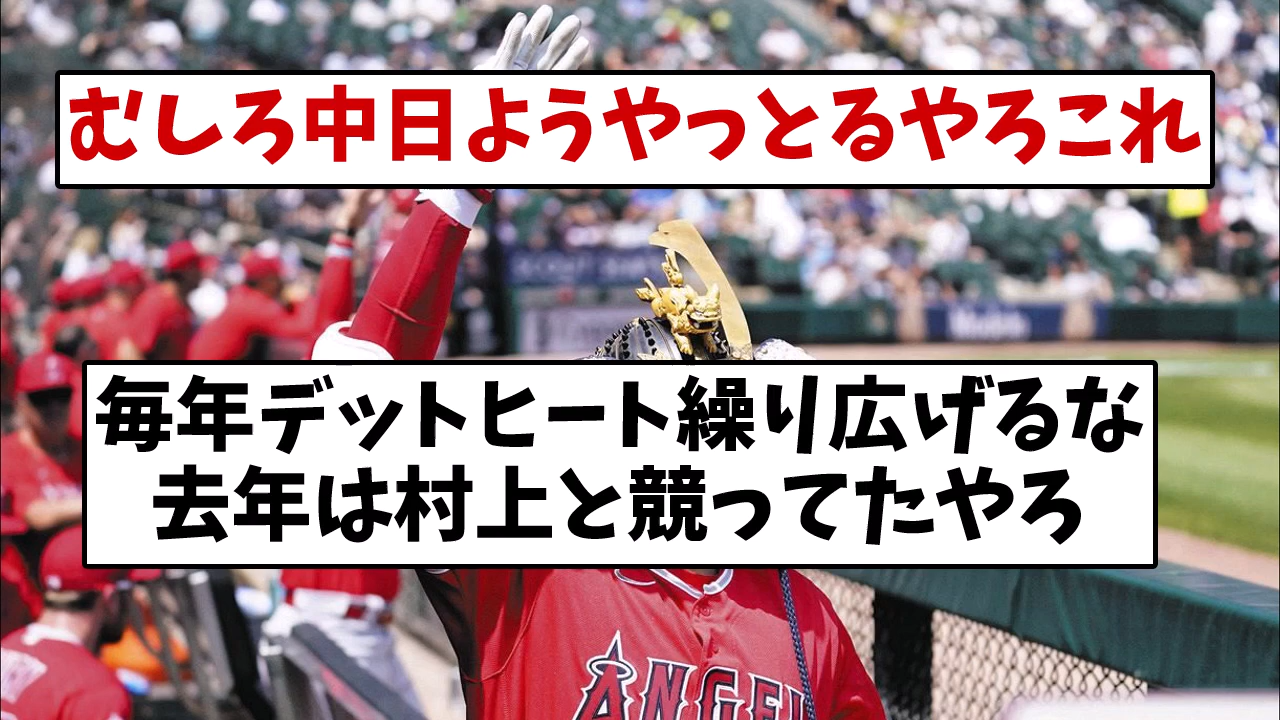 むしろ中日ようやっとるやろこれ
毎年デットヒート繰り広げるな
去年は村上と競ってたやろ
ANGEL